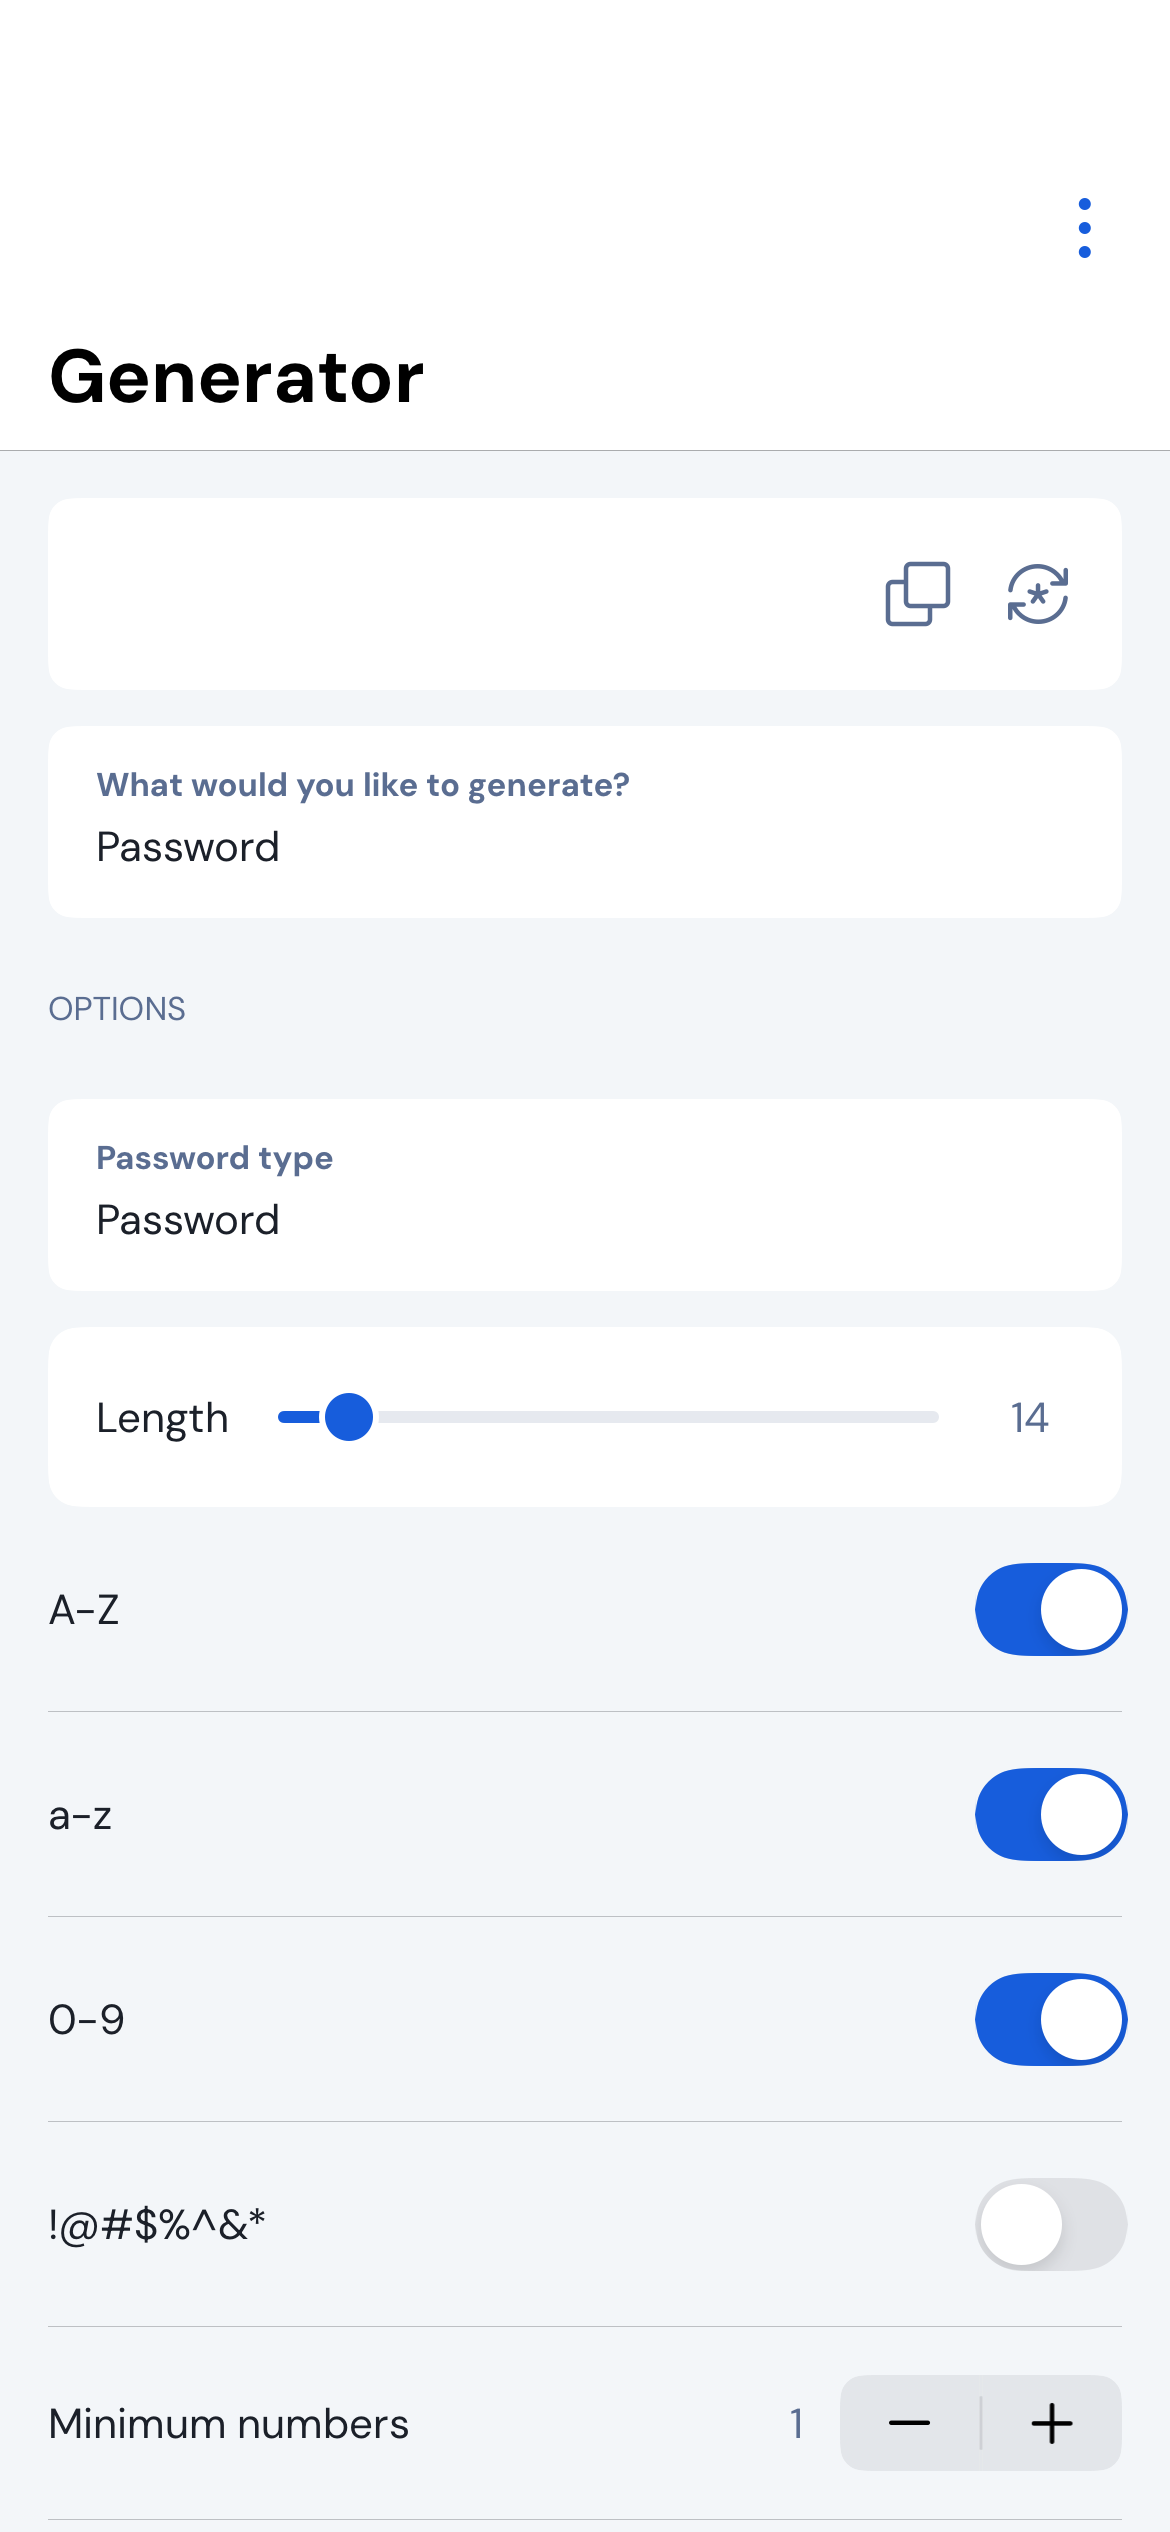 Generator
What would you like to generate?
Password
OPTIONS
Password type
Password
Length 14
A-Z
a-z
0-9
!@#$%^&*
Minimum numbers 1